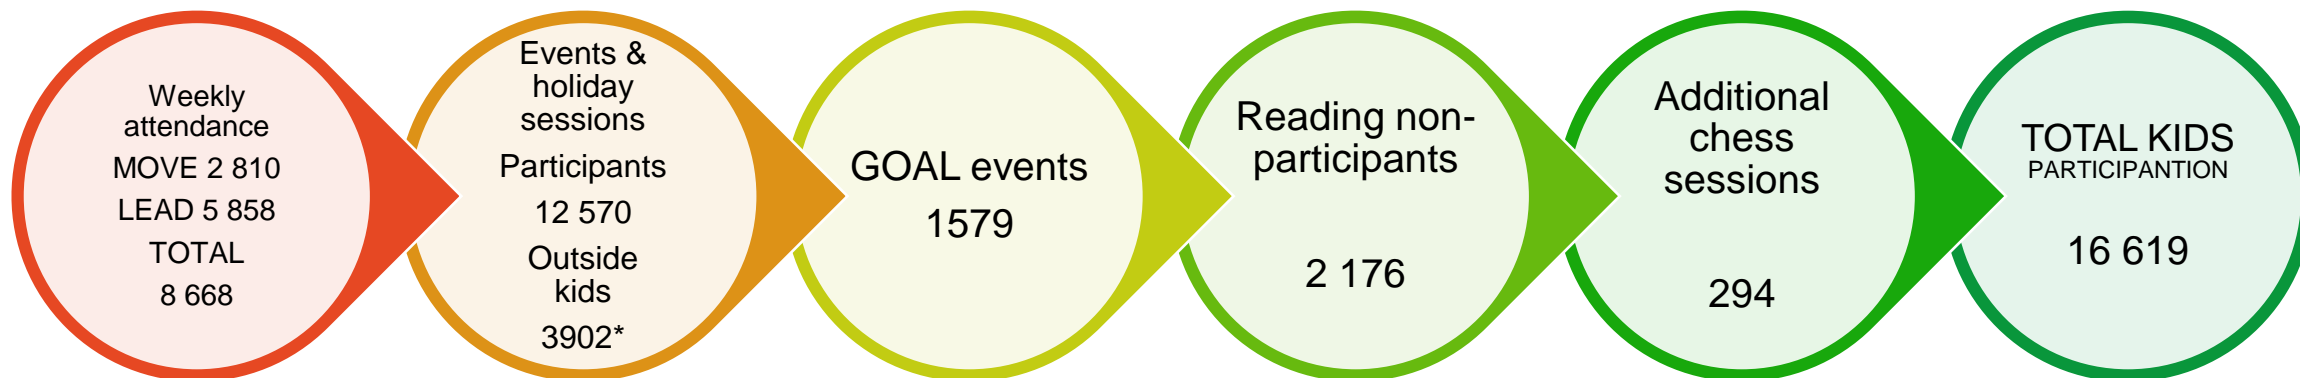 Weekly
attendance
MOVE 2 810
LEAD 5 858
TOTAL
8 668
Events &
holiday
sessions
Participants
12 570
Outside
kids
3902*
GOAL events
1579
Reading non-
participants
2 176
Additional
chess
sessions
294
TOTAL KIDS
PARTICIPANTION
16 619